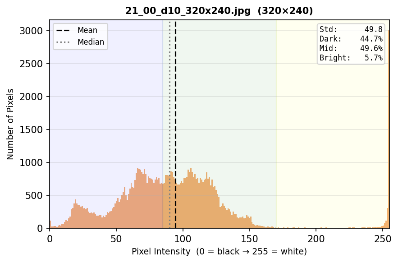 21_00_d10_320x240.jpg (320×240)
Mean
Median
Std: 49.8
Dark: 44.7%
Mid: 49.6%
Bright: 5.7%
Number of Pixels
3000
2500
2000
1500
1000
500
0
0 50 100 150 200 250
Pixel Intensity (0 = black → 255 = white)